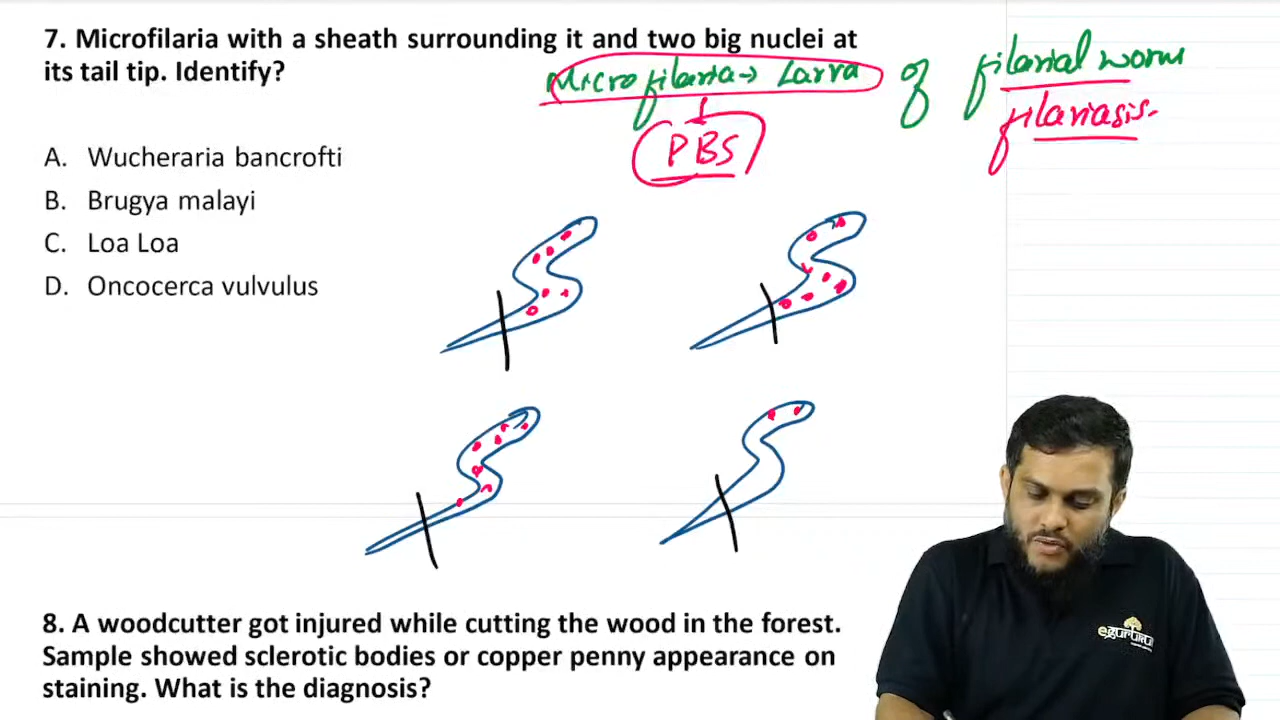 7. Microfilaria with a sheath surrounding it and two big nuclei at
its tail tip. Identify?
Microfilaria → Larva of filarial worm
filariasis.
PBS
A. Wucheraria bancrofti
B. Brugya malayi
C. Loa Loa
D. Oncocerca vulvulus
8. A woodcutter got injured while cutting the wood in the forest.
Sample showed sclerotic bodies or copper penny appearance on
staining. What is the diagnosis?
egurukul